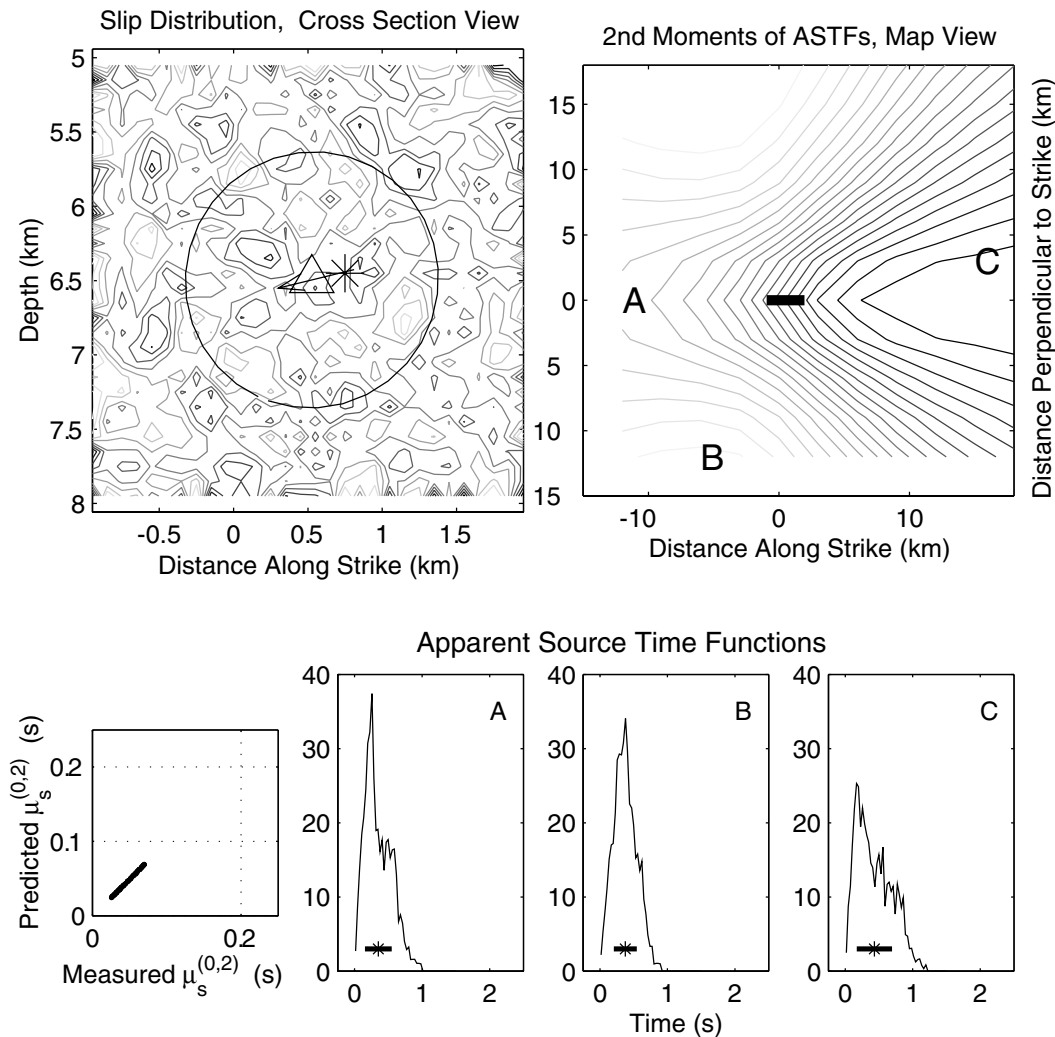 Slip Distribution, Cross Section View
5
5.5
6
6.5
7
7.5
8
Depth (km)
-0.5 0 0.5 1 1.5
Distance Along Strike (km)
2nd Moments of ASTFs, Map View
15
10
5
0
5
10
15
A
B
C
Distance Perpendicular to Strike (km)
-10 0 10
Distance Along Strike (km)
Apparent Source Time Functions
Predicted μ_s^(0,2) (s)
0.2
0.1
0
0 0.2
Measured μ_s^(0,2) (s)
40
30
20
10
0
A
0 1 2
40
30
20
10
0
B
0 1 2
40
30
20
10
0
C
0 1 2
Time (s)